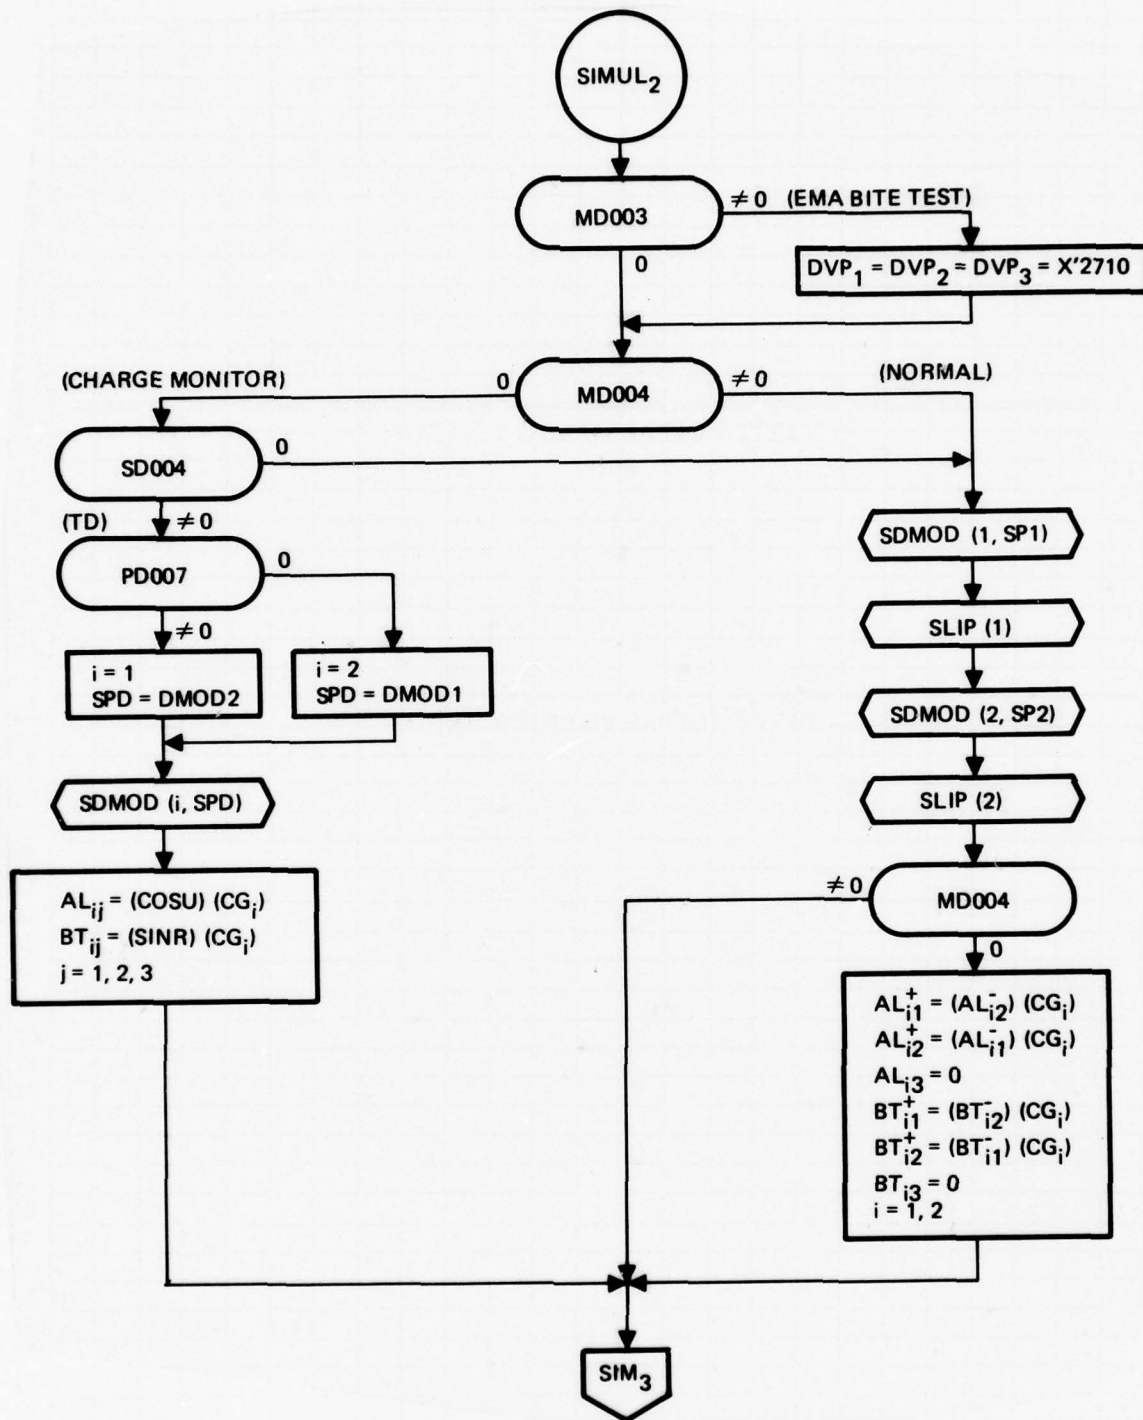 SIMUL2
MD003
≠0 (EMA BITE TEST)
0
DVP1 = DVP2 = DVP3 = X'2710
(CHARGE MONITOR)
0
MD004
≠0
(NORMAL)
SD004
0
(TD)
≠0
PD007
0
≠0
i = 1
SPD = DMOD2
i = 2
SPD = DMOD1
SDMOD (i, SPD)
ALij = (COSU) (CGi)
BTij = (SINR) (CGi)
j = 1, 2, 3
SDMOD (1, SP1)
SLIP (1)
SDMOD (2, SP2)
SLIP (2)
≠0
MD004
0
AL+i1 = (AL-i2) (CGi)
AL+i2 = (AL-i1) (CGi)
ALi3 = 0
BT+i1 = (BT-i2) (CGi)
BT+i2 = (BT-i1) (CGi)
BTi3 = 0
i = 1, 2
SIM3